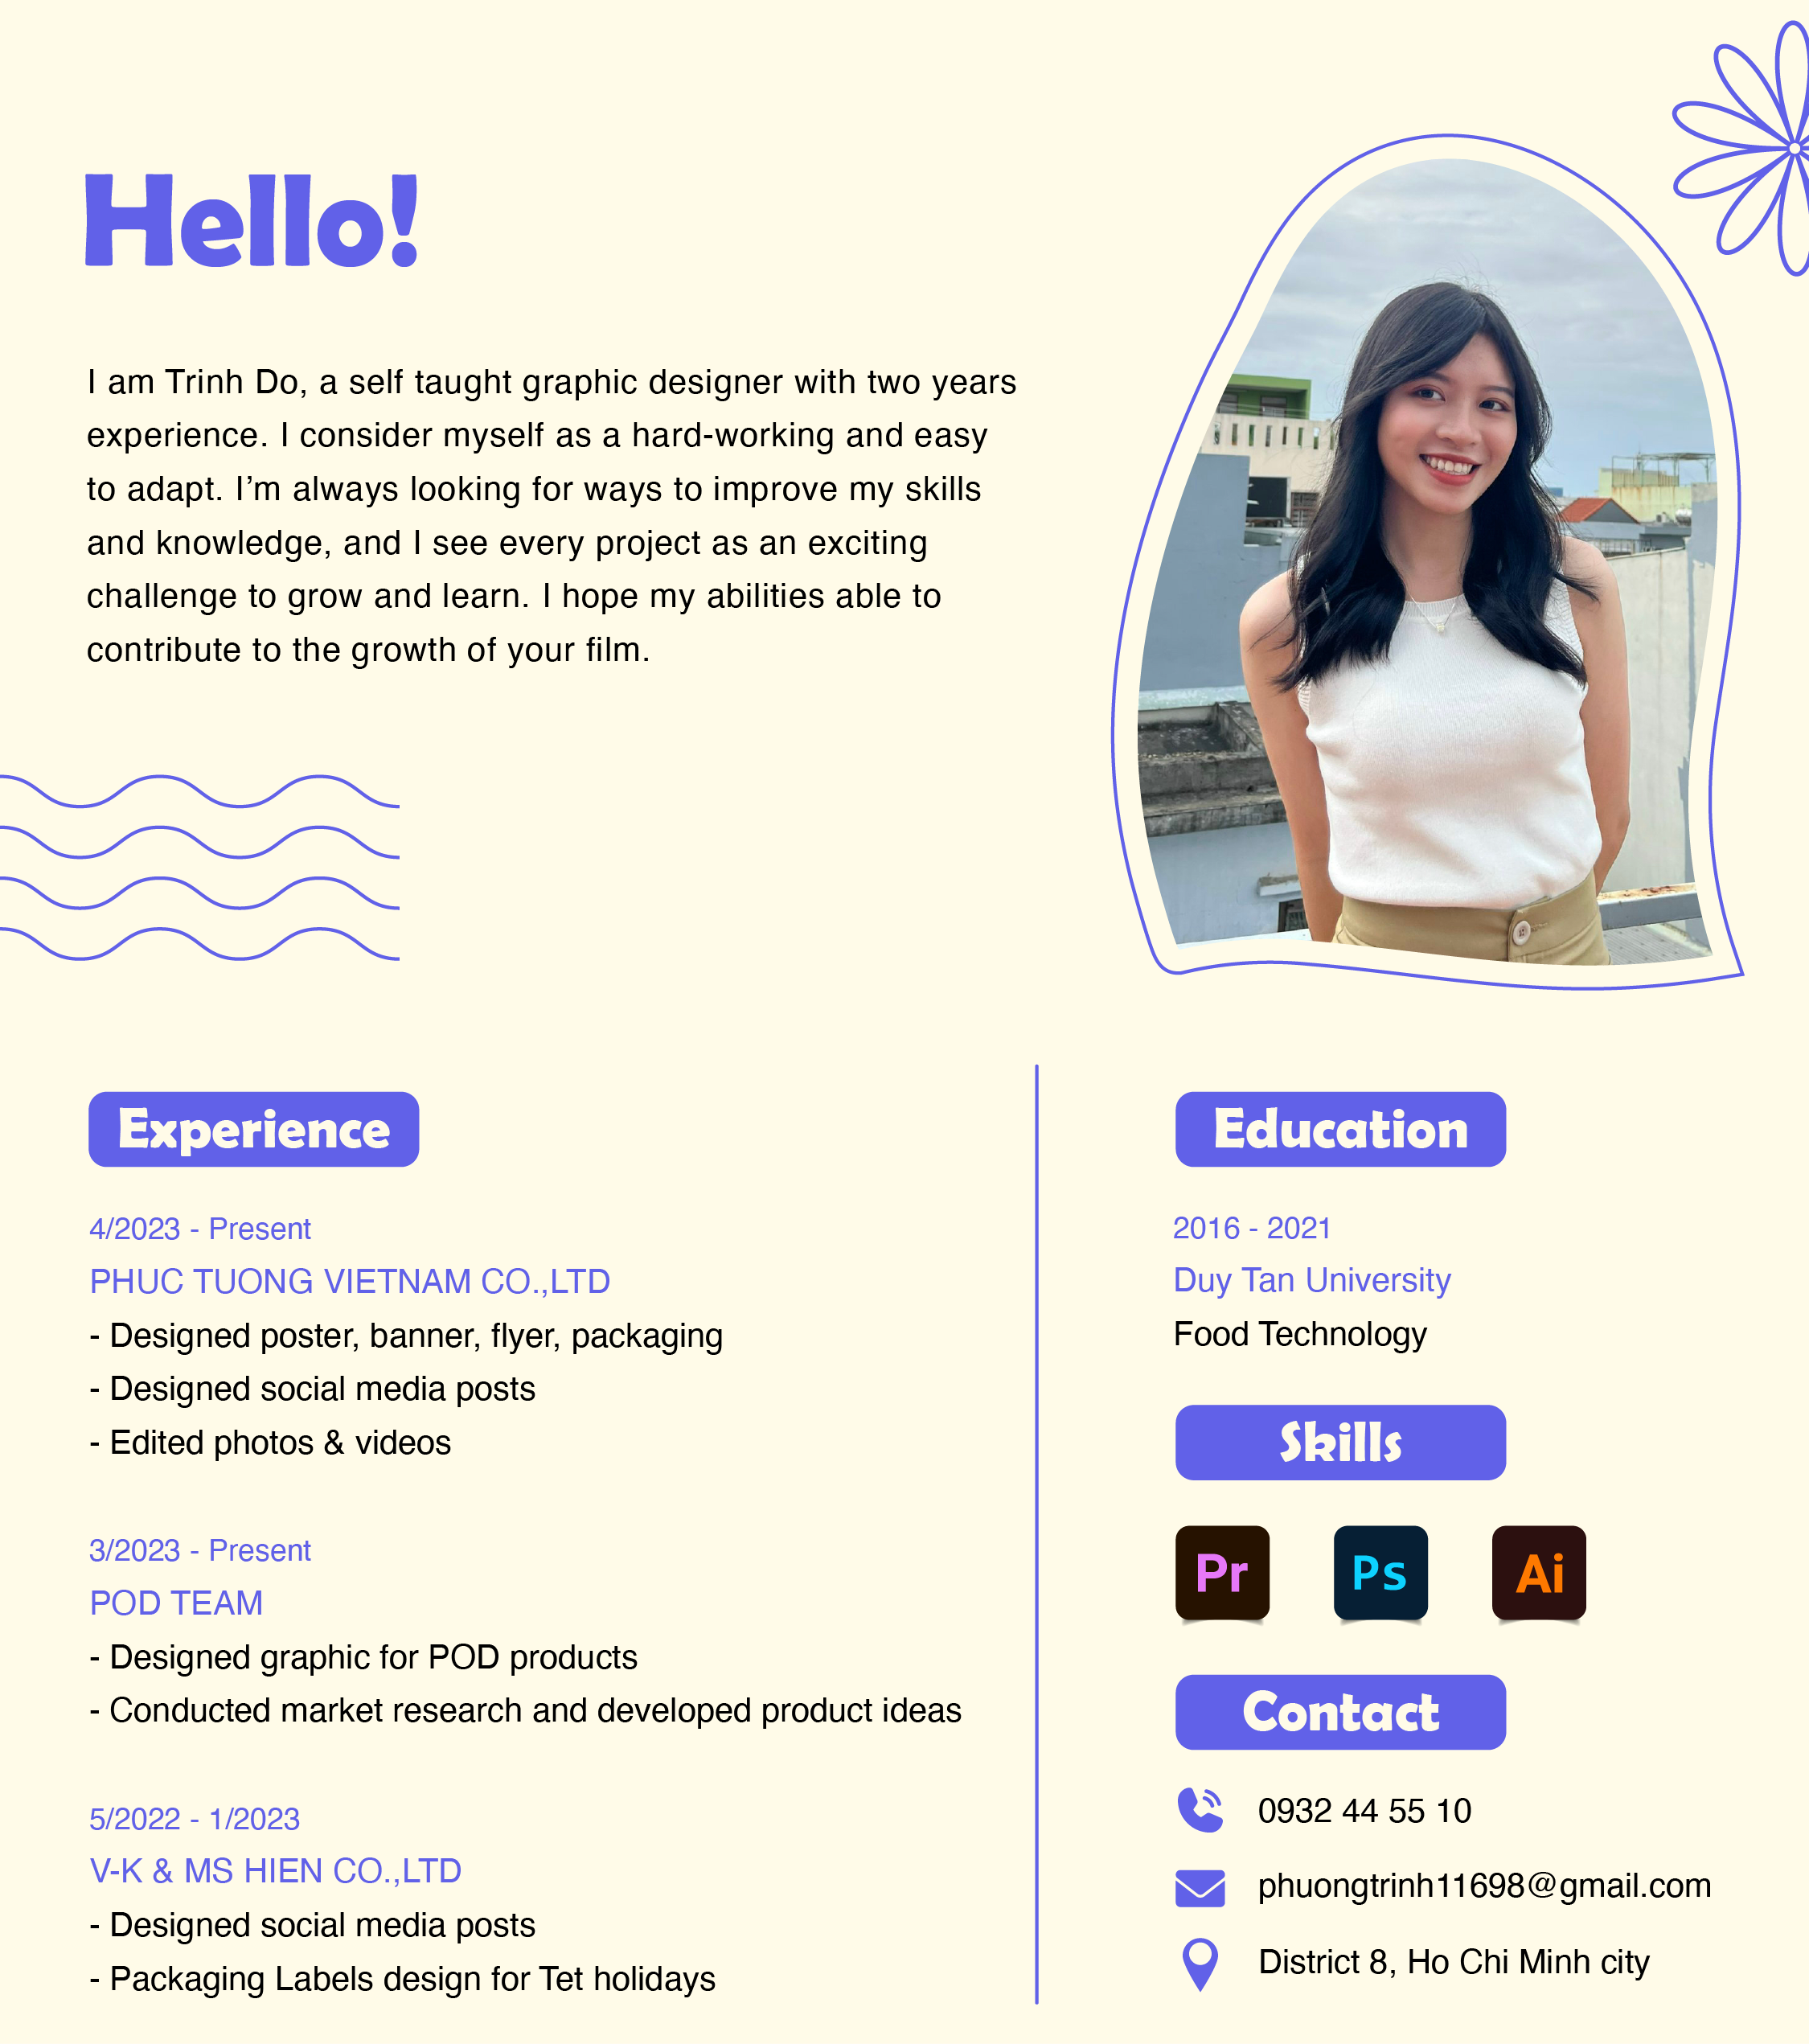 Hello!
I am Trinh Do, a self taught graphic designer with two years
experience. I consider myself as a hard-working and easy
to adapt. I’m always looking for ways to improve my skills
and knowledge, and I see every project as an exciting
challenge to grow and learn. I hope my abilities able to
contribute to the growth of your film.
Experience
4/2023 - Present
PHUC TUONG VIETNAM CO.,LTD
- Designed poster, banner, flyer, packaging
- Designed social media posts
- Edited photos & videos
3/2023 - Present
POD TEAM
- Designed graphic for POD products
- Conducted market research and developed product ideas
5/2022 - 1/2023
V-K & MS HIEN CO.,LTD
- Designed social media posts
- Packaging Labels design for Tet holidays
Education
2016 - 2021
Duy Tan University
Food Technology
Skills
Pr Ps Ai
Contact
0932 44 55 10
phuongtrinh11698@gmail.com
District 8, Ho Chi Minh city